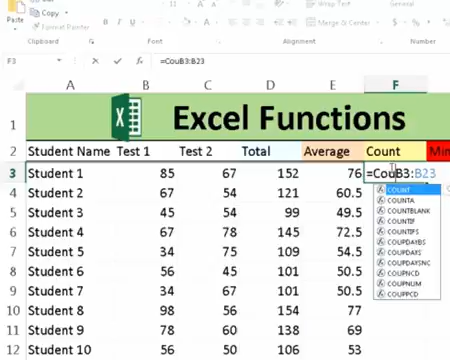 Wrap Text General
Paste Copy B I U Merge & Center % ,
Format Painter
Clipboard Font Alignment Number
F3 fx =CouB3:B23
A B C D E F
1 Excel Functions
2 Student Name Test 1 Test 2 Total Average Count Min
3 Student 1 85 67 152 76 =CouB3:B23
4 Student 2 67 54 121 60.5
5 Student 3 45 54 99 49.5
6 Student 4 67 78 145 72.5
7 Student 5 34 75 109 54.5
8 Student 6 56 45 101 50.5
9 Student 7 34 67 101 50.5
10 Student 8 98 56 154 77
11 Student 9 78 60 138 69
12 Student 10 56 50 106 53
COUNT
COUNTA
COUNTBLANK
COUNTIF
COUNTIFS
COUPDAYBS
COUPDAYS
COUPDAYSNC
COUPNCD
COUPNUM
COUPPCD